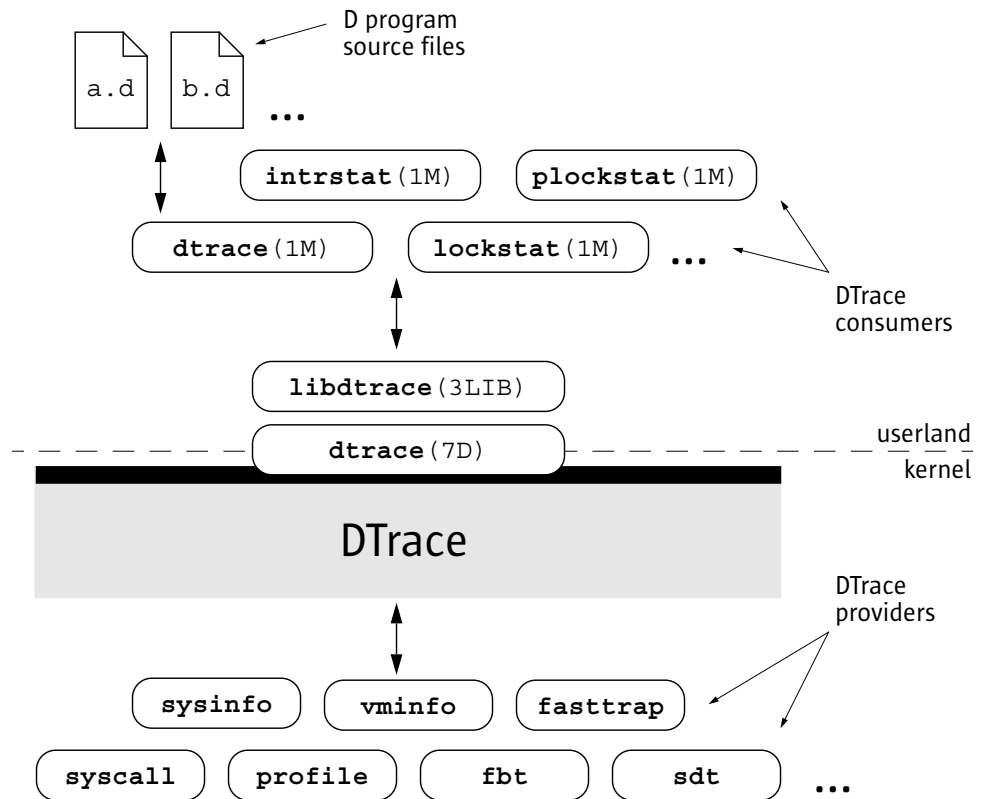 D program
source files
a.d
b.d
...
intrstat(1M)
plockstat(1M)
dtrace(1M)
lockstat(1M)
...
DTrace
consumers
libdtrace(3LIB)
dtrace(7D)
userland
kernel
DTrace
DTrace
providers
sysinfo
vminfo
fasttrap
syscall
profile
fbt
sdt
...